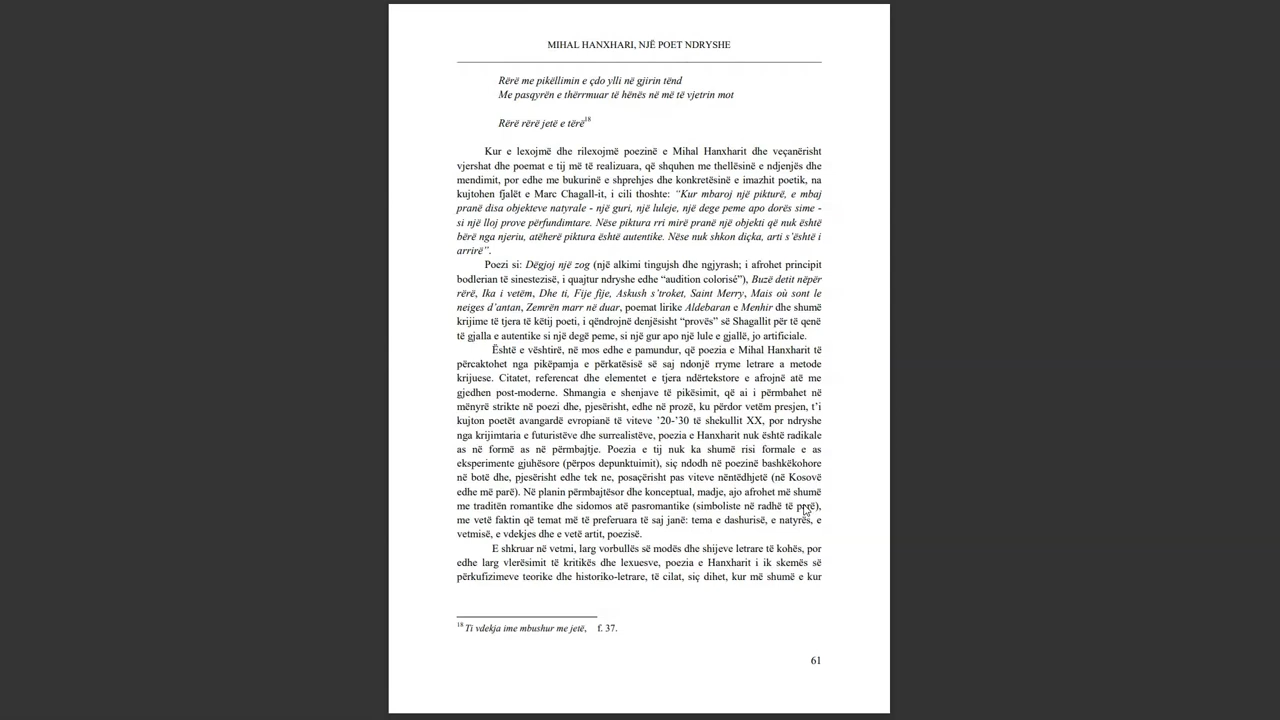 MIHAL HANXHARI, NJË POET NDRYSHE
Rërë me pikëllimin e çdo ylli në gjirin tënd
Me pasqyrën e thërrmuar të hënës në më të vjetrin mot
Rërë rërë jetë e tërë18
Kur e lexojmë dhe rilexojmë poezinë e Mihal Hanxharit dhe veçanërisht
vjershat dhe poemat e tij më të realizuara, që shquhen me thellësinë e ndjenjës dhe
mendimit, por edhe me bukurinë e shprehjes dhe konkretësinë e imazhit poetik, na
kujtohen fjalët e Marc Chagall-it, i cili thoshte: “Kur mbaroj një pikturë, e mbaj
pranë disa objekteve natyrale - një guri, një luleje, një dege peme apo dorës sime -
si një lloj prove përfundimtare. Nëse piktura rri mirë pranë një objekti që nuk është
bërë nga njeriu, atëherë piktura është autentike. Nëse nuk shkon diçka, arti s’është i
arrirë”.
Poezi si: Dëgjoj një zog (një alkimi tingujsh dhe ngjyrash; i afrohet principit
bodlerian të sinestezisë, i quajtur ndryshe edhe “audition colorisé”), Buzë detit nëpër
rërë, Ika i vetëm, Dhe ti, Fije fije, Askush s’troket, Saint Merry, Mais où sont le
neiges d’antan, Zemrën marr në duar, poemat lirike Aldebaran e Menhir dhe shumë
krijime të tjera të këtij poeti, i qëndrojnë denjësisht “provës” së Shagallit për të qenë
të gjalla e autentike si një degë peme, si një gur apo një lule e gjallë, jo artificiale.
Është e vështirë, në mos edhe e pamundur, që poezia e Mihal Hanxharit të
përcaktohet nga pikëpamja e përkatësisë së saj ndonjë rryme letrare a metode
krijuese. Citatet, referencat dhe elementet e tjera ndërtekstore e afrojnë atë me
gjedhen post-moderne. Shmangia e shenjave të pikësimit, që ai i përmbahet në
mënyrë strikte në poezi dhe, pjesërisht, edhe në prozë, ku përdor vetëm presjen, t’i
kujton poetët avangardë evropianë të viteve ’20-’30 të shekullit XX, por ndryshe
nga krijimtaria e futuristëve dhe surrealistëve, poezia e Hanxharit nuk është radikale
as në formë as në përmbajtje. Poezia e tij nuk ka shumë risi formale e as
eksperimente gjuhësore (përpos depunktuimit), siç ndodh në poezinë bashkëkohore
në botë dhe, pjesërisht edhe tek ne, posaçërisht pas viteve nëntëdhjetë (në Kosovë
edhe më parë). Në planin përmbajtësor dhe konceptual, madje, ajo afrohet më shumë
me traditën romantike dhe sidomos atë pasromantike (simboliste në radhë të parë),
me vetë faktin që temat më të preferuara të saj janë: tema e dashurisë, e natyrës, e
vetmisë, e vdekjes dhe e vetë artit, poezisë.
E shkruar në vetmi, larg vorbullës së modës dhe shijeve letrare të kohës, por
edhe larg vlerësimit të kritikës dhe lexuesve, poezia e Hanxharit i ik skemës së
përkufizimeve teorike dhe historiko-letrare, të cilat, siç dihet, kur më shumë e kur
18 Ti vdekja ime mbushur me jetë, f. 37.
61